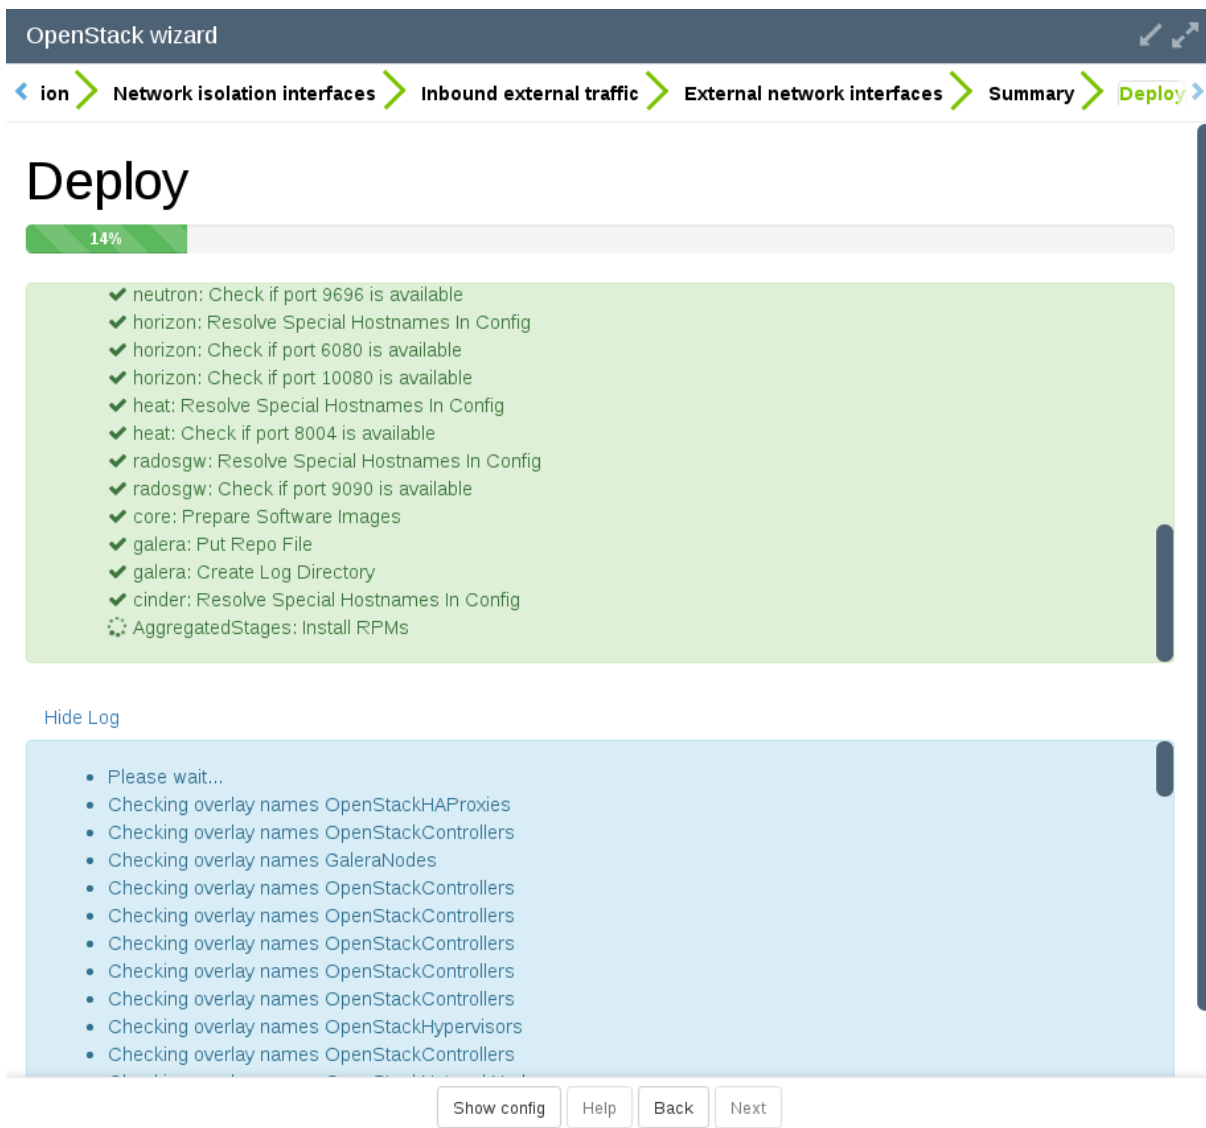 OpenStack wizard
ion Network isolation interfaces Inbound external traffic External network interfaces Summary Deploy
Deploy
14%
neutron: Check if port 9696 is available
horizon: Resolve Special Hostnames In Config
horizon: Check if port 6080 is available
horizon: Check if port 10080 is available
heat: Resolve Special Hostnames In Config
heat: Check if port 8004 is available
radosgw: Resolve Special Hostnames In Config
radosgw: Check if port 9090 is available
core: Prepare Software Images
galera: Put Repo File
galera: Create Log Directory
cinder: Resolve Special Hostnames In Config
AggregatedStages: Install RPMs
Hide Log
Please wait...
Checking overlay names OpenStackHAProxies
Checking overlay names OpenStackControllers
Checking overlay names GaleraNodes
Checking overlay names OpenStackControllers
Checking overlay names OpenStackControllers
Checking overlay names OpenStackControllers
Checking overlay names OpenStackControllers
Checking overlay names OpenStackControllers
Checking overlay names OpenStackHypervisors
Checking overlay names OpenStackControllers
Show config Help Back Next